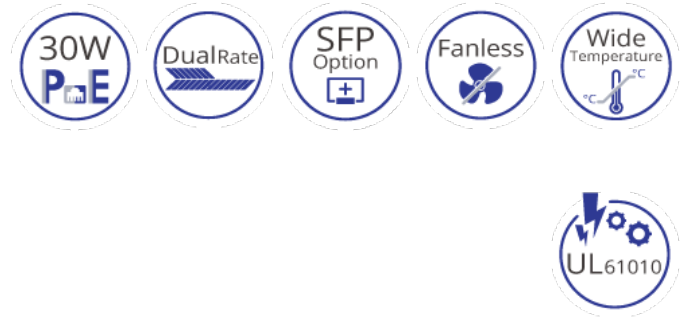 30W
PoE
DualRate
SFP
Option
Fanless
Wide
Temperature
°C
°C
UL61010